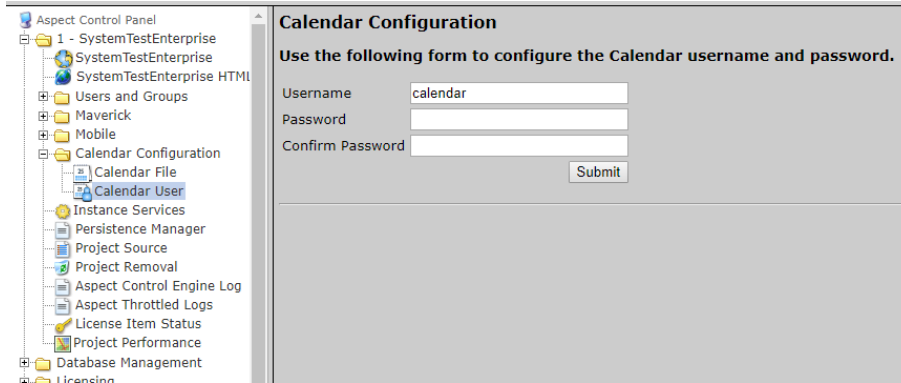 Aspect Control Panel
1 - SystemTestEnterprise
SystemTestEnterprise
SystemTestEnterprise HTML
Users and Groups
Maverick
Mobile
Calendar Configuration
Calendar File
Calendar User
Instance Services
Persistence Manager
Project Source
Project Removal
Aspect Control Engine Log
Aspect Throttled Logs
License Item Status
Project Performance
Database Management
Licensing
Calendar Configuration
Use the following form to configure the Calendar username and password.
Username calendar
Password
Confirm Password
Submit